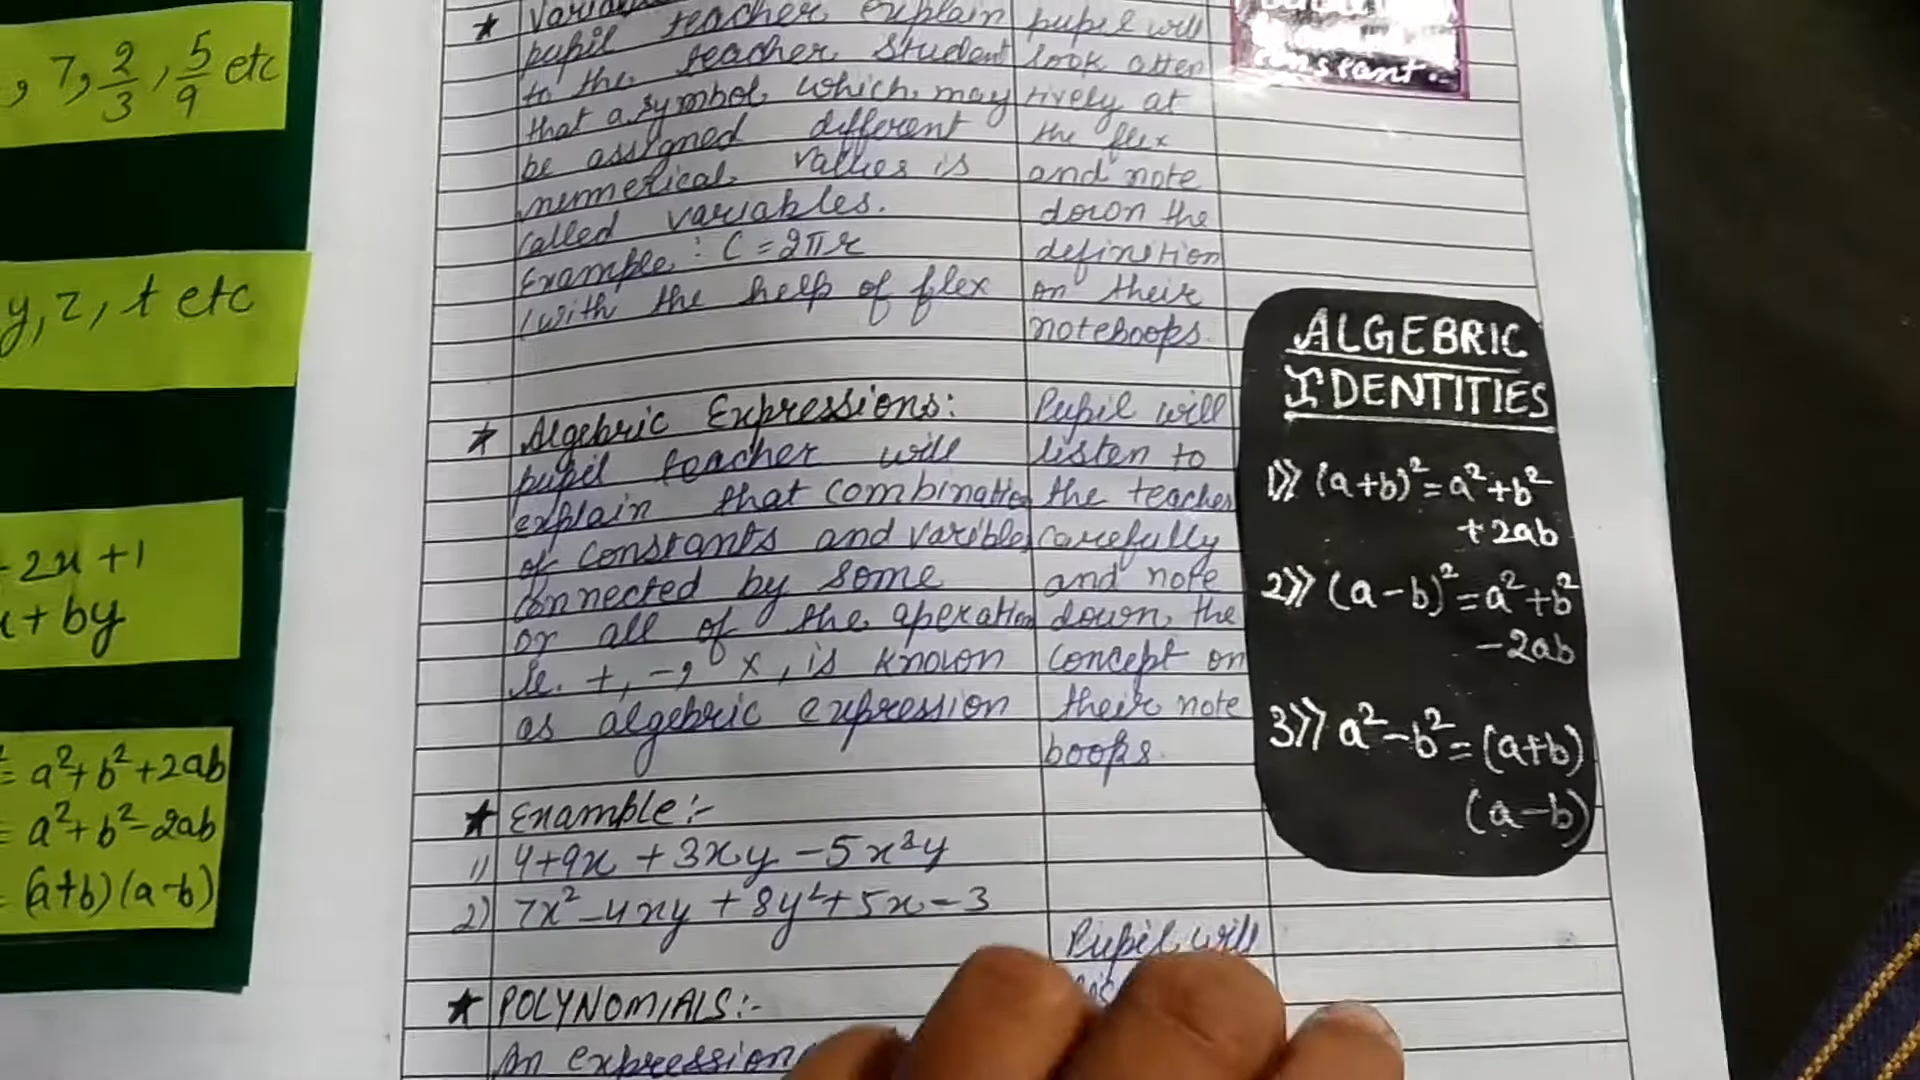 , 7, 2/3, 5/9 etc
y, z, t etc
- 2x + 1
x + by
= a² + b² + 2ab
= a² + b² - 2ab
= (a+b) (a-b)
pupil teacher explain
to the teacher student
that a symbol which may
be assigned different
numerical values is
called variables.
Example : C = 2πr
with the help of flex
Algebric Expressions:
pupil teacher will
explain that combination
of constants and varibles
connected by some
or all of the operation
ie. +, -, x, is known
as algebric expression
Example :-
1) 4+9x + 3xy - 5x²y
2) 7x² - 4xy + 8y² + 5x - 3
POLYNOMIALS:-
An expression
pupil will
look atten
tively at
the flex
and note
down the
definition
on their
noteboops.
Pupil will
listen to
the teacher
carefully
and note
down the
concept on
their note
boops.
Pupil will
constant.
ALGEBRIC
IDENTITIES
1» (a+b)² = a² + b²
+ 2ab
2» (a - b)² = a² + b²
- 2ab
3» a² - b² = (a+b)
(a-b)